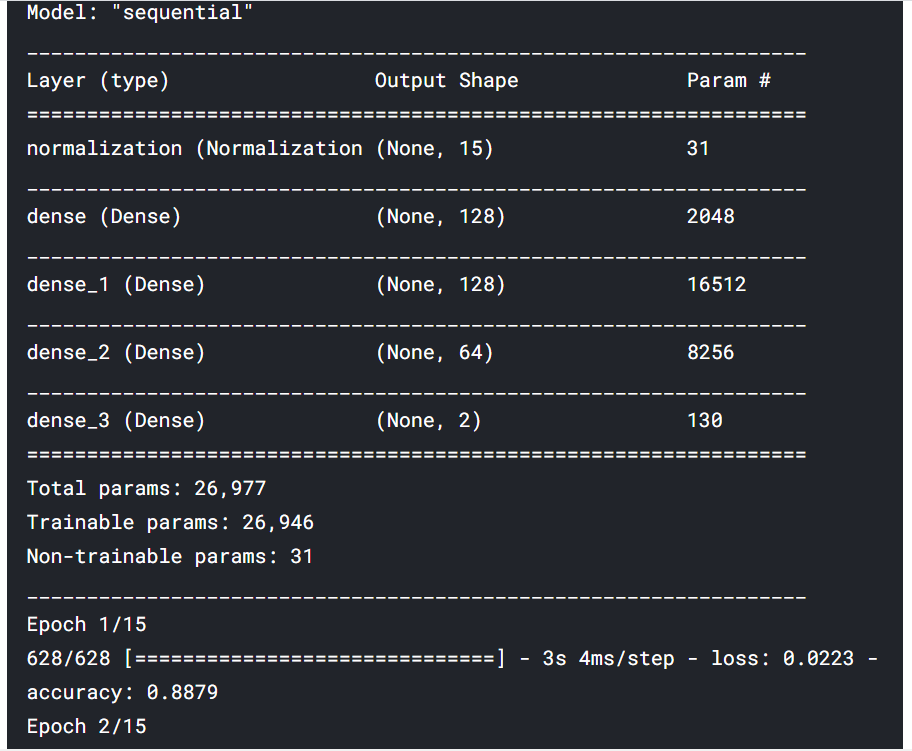 Model: "sequential"
_________________________________________________________________
Layer (type)                 Output Shape              Param #
=================================================================
normalization (Normalization (None, 15)                31
_________________________________________________________________
dense (Dense)                (None, 128)               2048
_________________________________________________________________
dense_1 (Dense)              (None, 128)               16512
_________________________________________________________________
dense_2 (Dense)              (None, 64)                8256
_________________________________________________________________
dense_3 (Dense)              (None, 2)                 130
=================================================================
Total params: 26,977
Trainable params: 26,946
Non-trainable params: 31
_________________________________________________________________
Epoch 1/15
628/628 [==============================] - 3s 4ms/step - loss: 0.0223 -
accuracy: 0.8879
Epoch 2/15